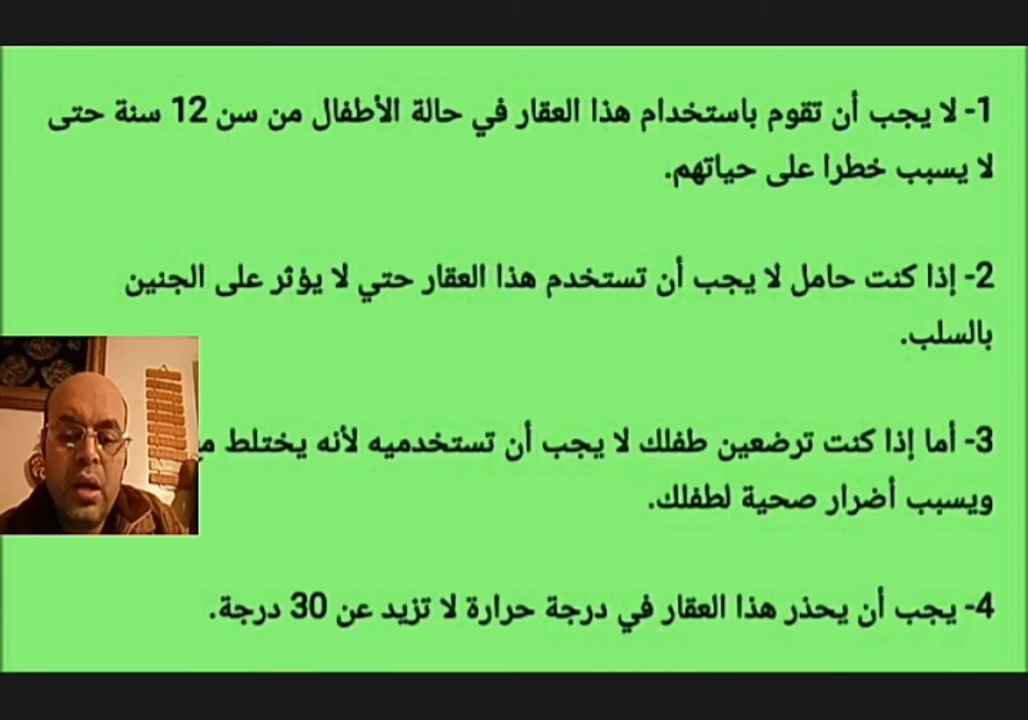 1- لا يجب أن تقوم باستخدام هذا العقار في حالة الأطفال من سن 12 سنة حتى
لا يسبب خطرا على حياتهم.
2- إذا كنت حامل لا يجب أن تستخدم هذا العقار حتي لا يؤثر على الجنين
بالسلب.
3- أما إذا كنت ترضعين طفلك لا يجب أن تستخدميه لأنه يختلط
ويسبب أضرار صحية لطفلك.
4- يجب أن يحذر هذا العقار في درجة حرارة لا تزيد عن 30 درجة.